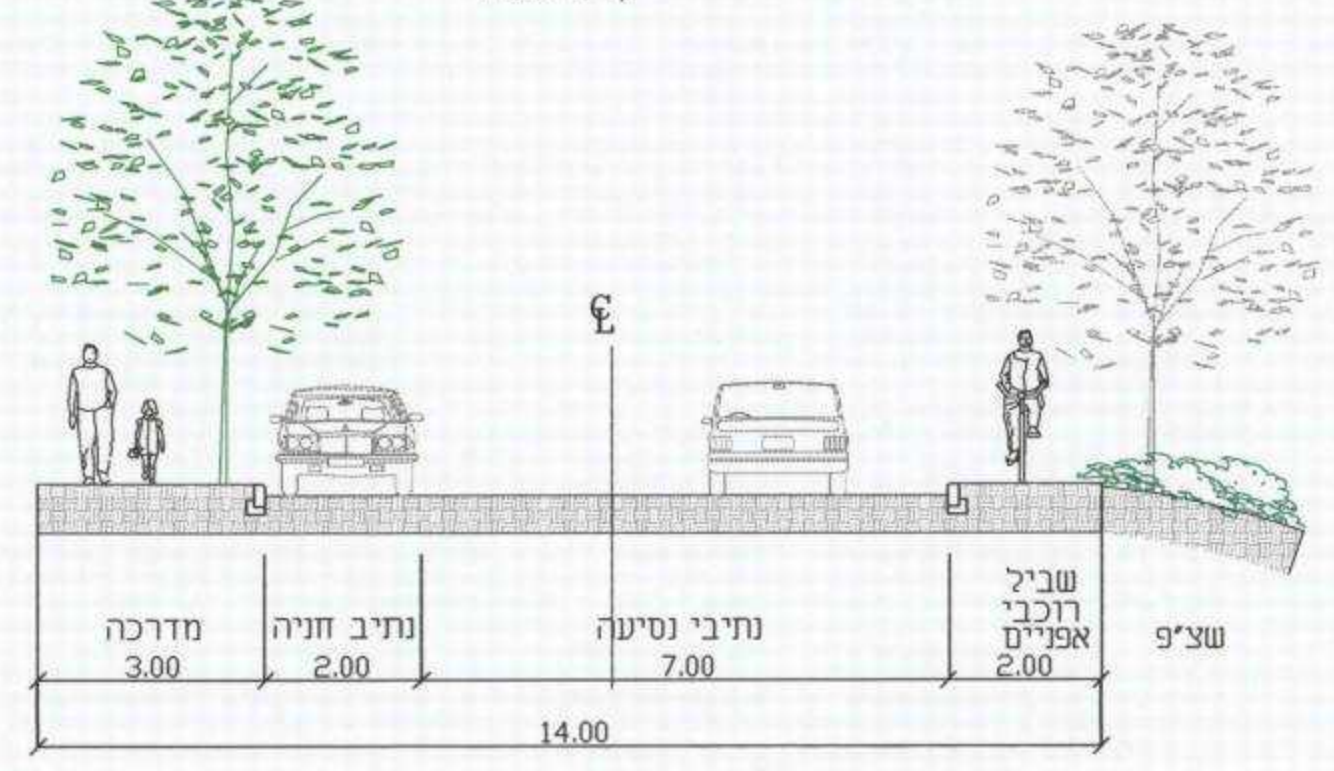 ℄
שביל
רוכבי
אפניים
שצ"פ
נתיבי נסיעה
נתיב חניה
מדרכה
2.00
7.00
2.00
3.00
14.00